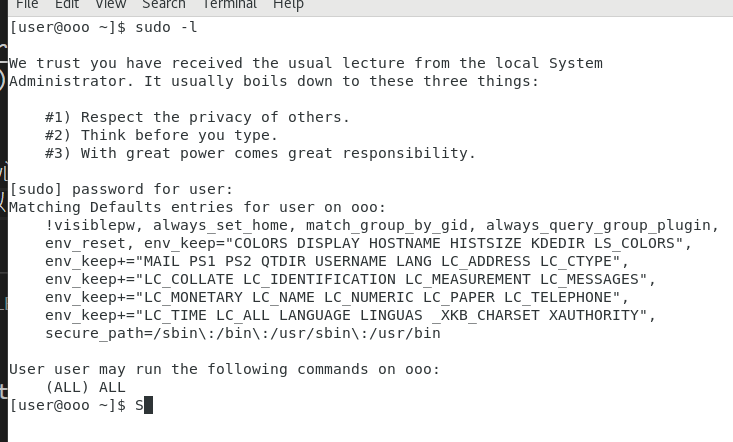 File Edit View Search Terminal Help
[user@ooo ~]$ sudo -l
We trust you have received the usual lecture from the local System
Administrator. It usually boils down to these three things:
#1) Respect the privacy of others.
#2) Think before you type.
#3) With great power comes great responsibility.
[sudo] password for user:
Matching Defaults entries for user on ooo:
!visiblepw, always_set_home, match_group_by_gid, always_query_group_plugin,
env_reset, env_keep="COLORS DISPLAY HOSTNAME HISTSIZE KDEDIR LS_COLORS",
env_keep+="MAIL PS1 PS2 QTDIR USERNAME LANG LC_ADDRESS LC_CTYPE",
env_keep+="LC_COLLATE LC_IDENTIFICATION LC_MEASUREMENT LC_MESSAGES",
env_keep+="LC_MONETARY LC_NAME LC_NUMERIC LC_PAPER LC_TELEPHONE",
env_keep+="LC_TIME LC_ALL LANGUAGE LINGUAS _XKB_CHARSET XAUTHORITY",
secure_path=/sbin\:/bin\:/usr/sbin\:/usr/bin
User user may run the following commands on ooo:
(ALL) ALL
[user@ooo ~]$ S